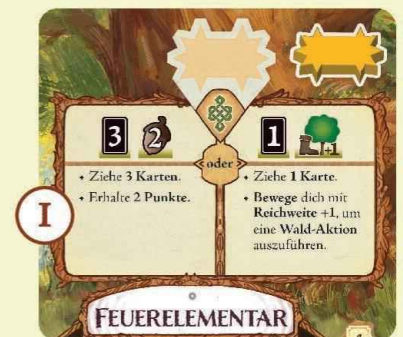 3 2
oder
1 +1
• Ziehe 3 Karten.
• Erhalte 2 Punkte.
• Ziehe 1 Karte.
• Bewege dich mit
Reichweite +1, um
eine Wald-Aktion
auszuführen.
I
FEUERELEMENTAR